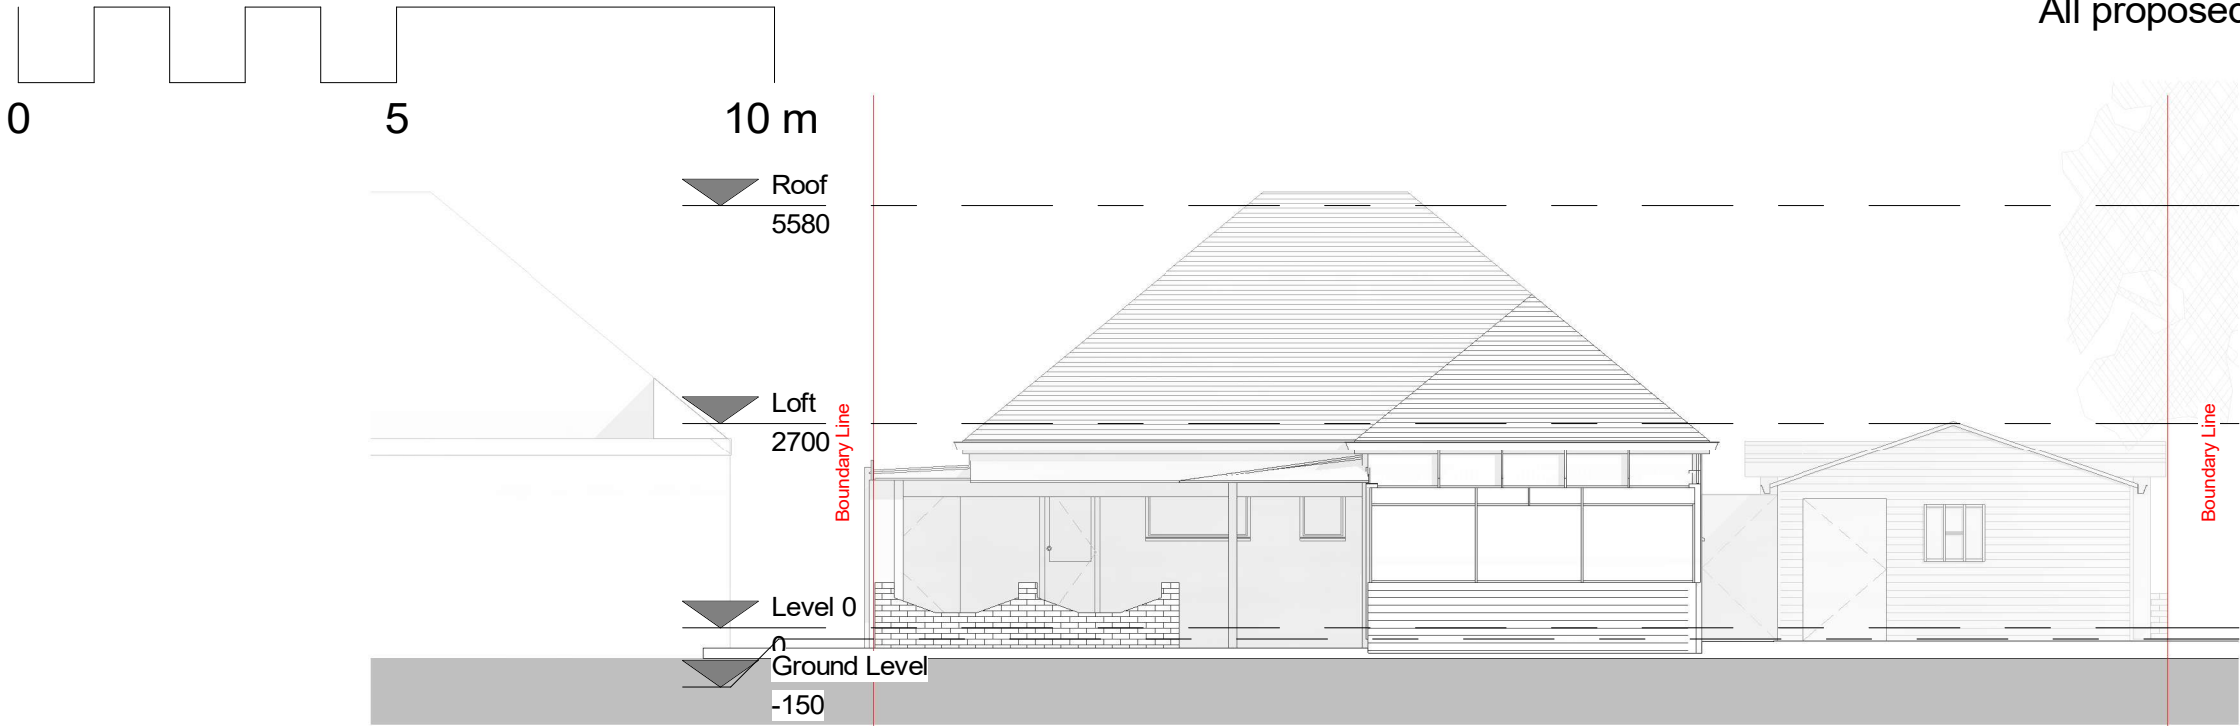 All proposed
0 5 10 m
Roof
5580
Loft
2700
Boundary Line
Boundary Line
Level 0
0
Ground Level
-150